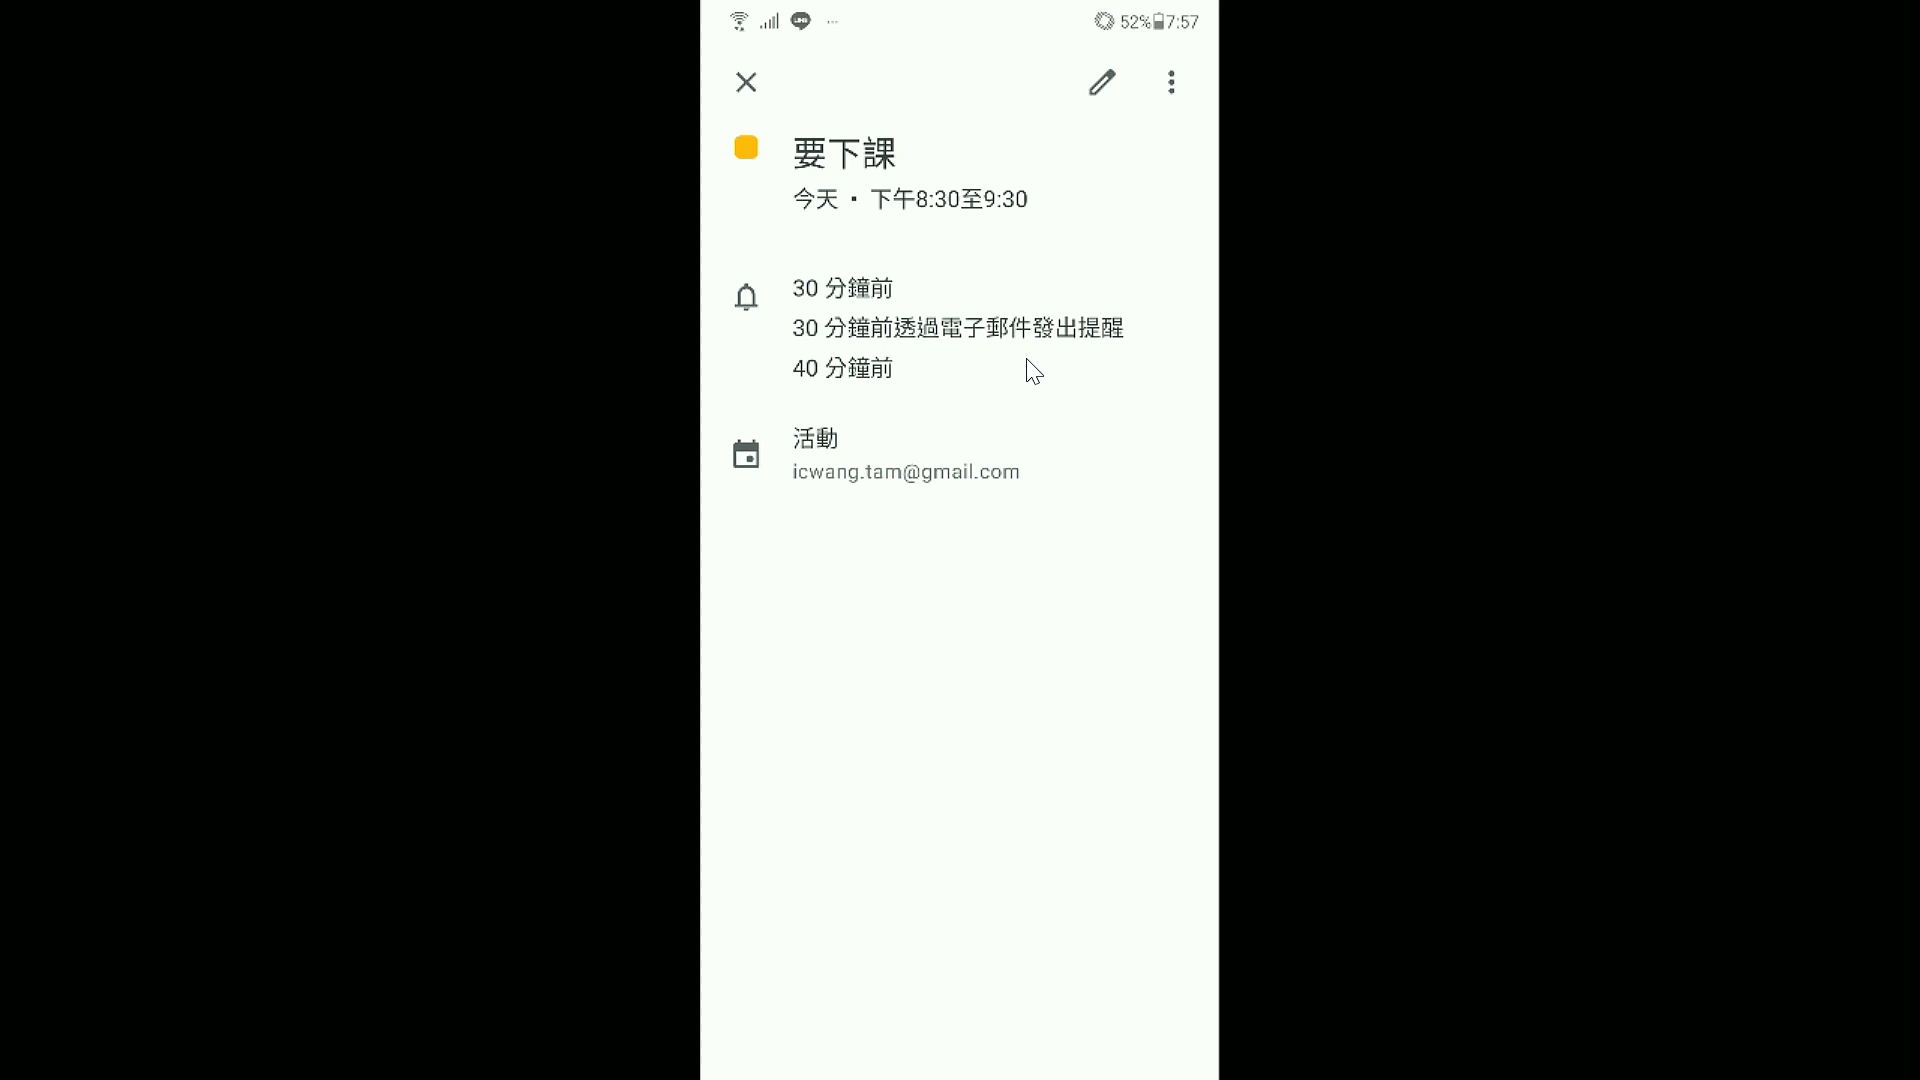 LINE ... 52% 7:57
要下課
今天 • 下午8:30至9:30
30 分鐘前
30 分鐘前透過電子郵件發出提醒
40 分鐘前
活動
icwang.tam@gmail.com